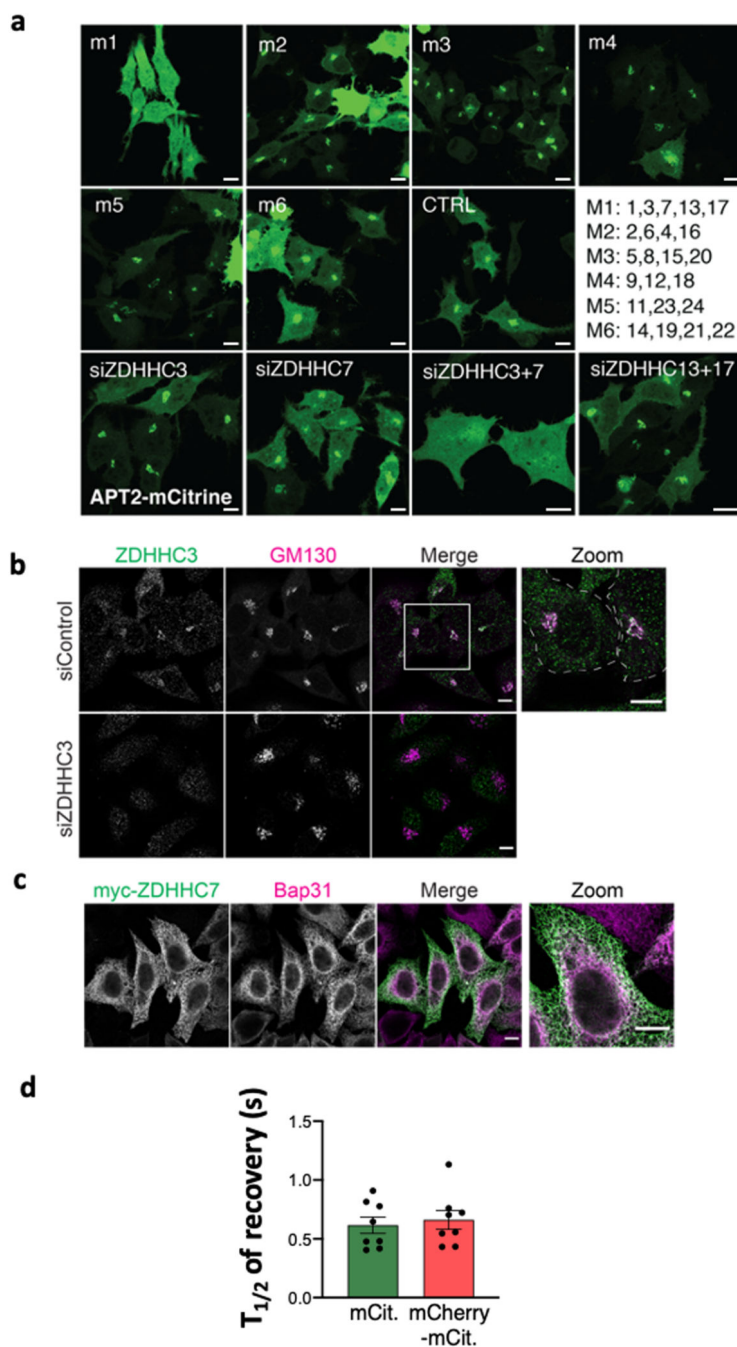 a
m1
m2
m3
m4
m5
m6
CTRL
M1: 1,3,7,13,17
M2: 2,6,4,16
M3: 5,8,15,20
M4: 9,12,18
M5: 11,23,24
M6: 14,19,21,22
siZDHHC3
siZDHHC7
siZDHHC3+7
siZDHHC13+17
APT2-mCitrine
b
ZDHHC3
GM130
Merge
Zoom
siControl
siZDHHC3
c
myc-ZDHHC7
Bap31
Merge
Zoom
d
T1/2 of recovery (s)
1.5
1.0
0.5
0.0
mCit.
mCherry
-mCit.